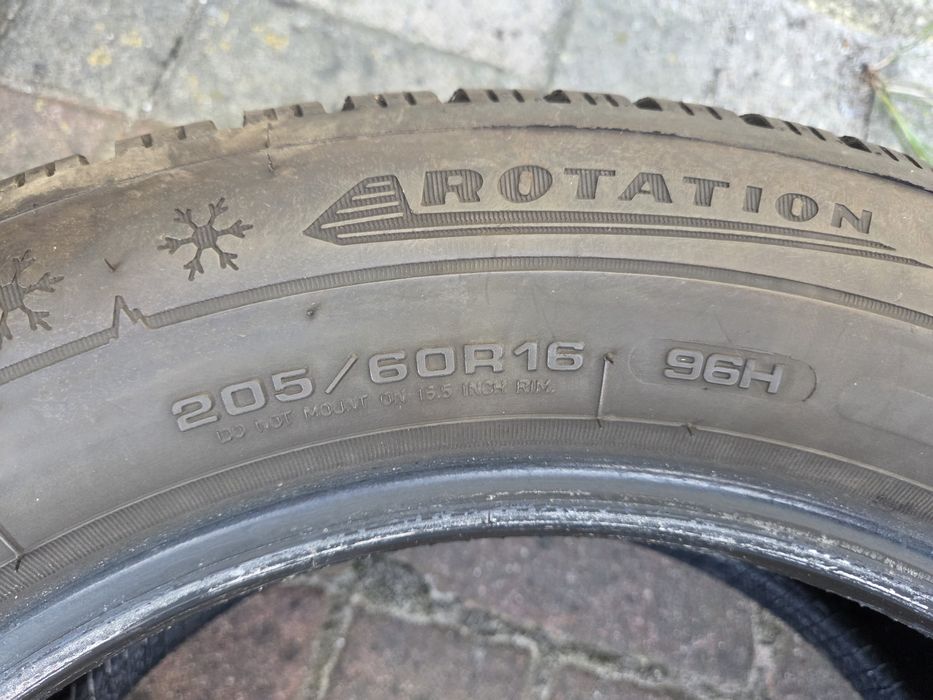 ROTATION
205/60R16 96H
DO NOT MOUNT ON 16.5 INCH RIM.